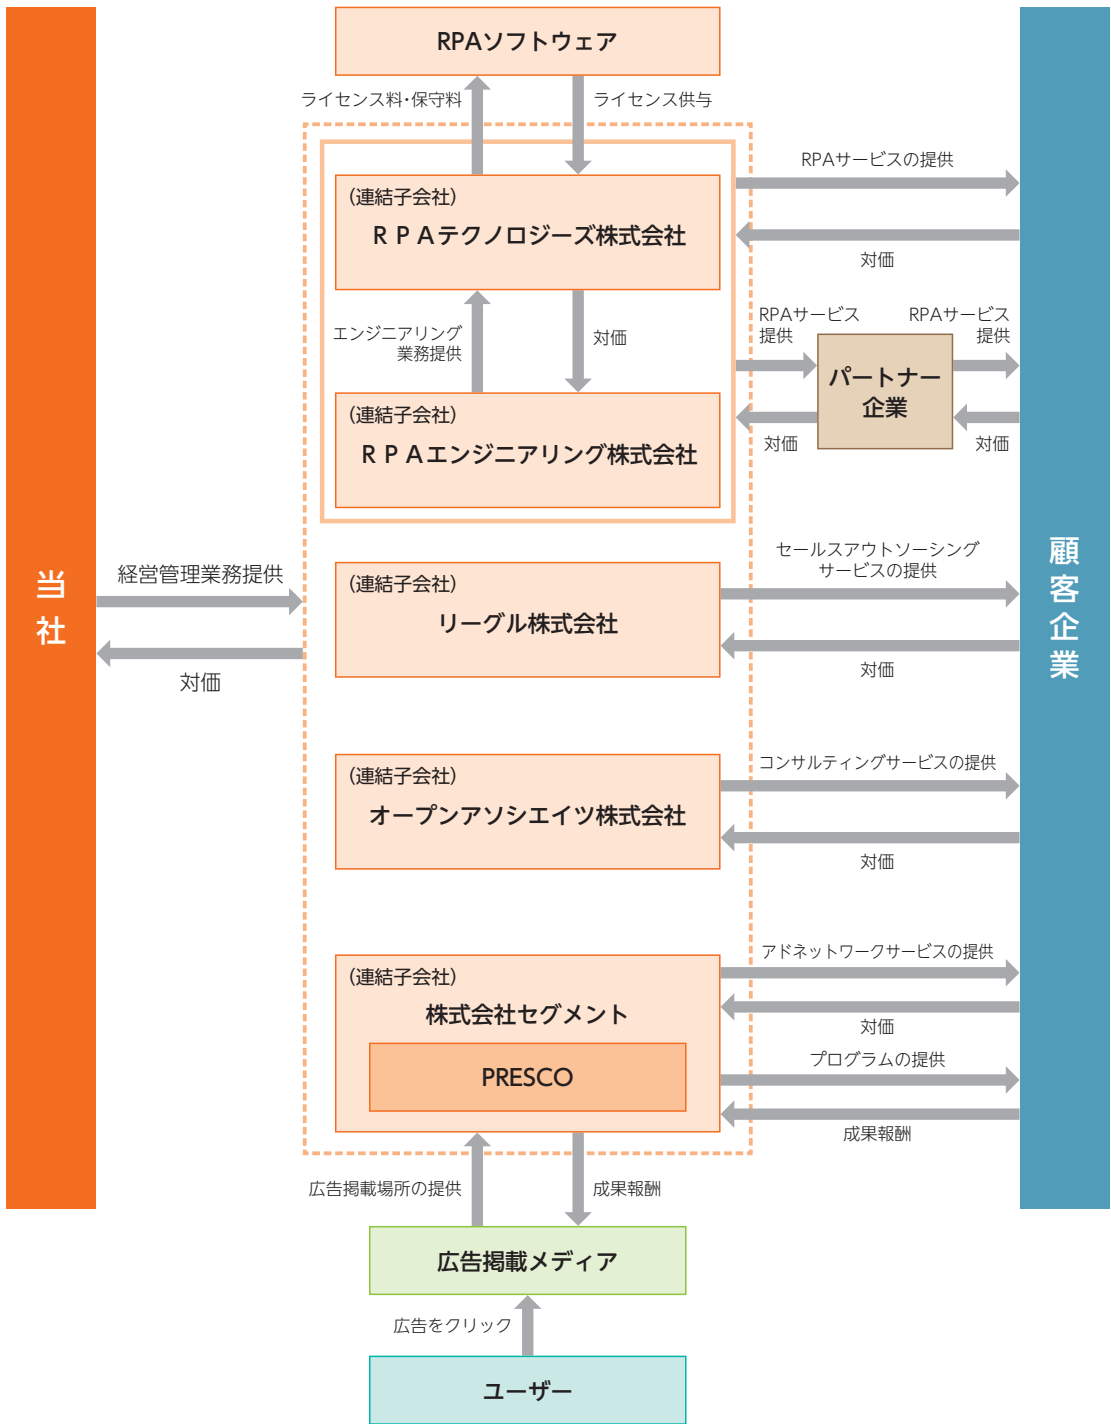 RPAソフトウェア
ライセンス料・保守料
ライセンス供与
(連結子会社)
ＲＰＡテクノロジーズ株式会社
RPAサービスの提供
対価
エンジニアリング
業務提供
対価
RPAサービス
提供
RPAサービス
提供
パートナー
企業
対価
対価
(連結子会社)
ＲＰＡエンジニアリング株式会社
当社
経営管理業務提供
対価
顧客企業
(連結子会社)
リーグル株式会社
セールスアウトソーシング
サービスの提供
対価
(連結子会社)
オープンアソシエイツ株式会社
コンサルティングサービスの提供
対価
(連結子会社)
株式会社セグメント
PRESCO
アドネットワークサービスの提供
対価
プログラムの提供
成果報酬
広告掲載場所の提供
成果報酬
広告掲載メディア
広告をクリック
ユーザー